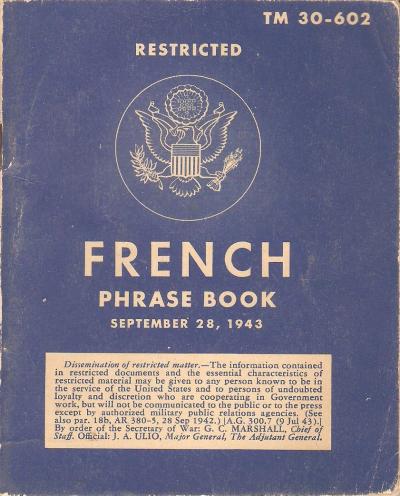 TM 30-602
RESTRICTED
FRENCH
PHRASE BOOK
SEPTEMBER 28, 1943
Dissemination of restricted matter.—The information contained
in restricted documents and the essential characteristics of
restricted material may be given to any person known to be in
the service of the United States and to persons of undoubted
loyalty and discretion who are cooperating in Government
work, but will not be communicated to the public or to the press
except by authorized military public relations agencies. (See
also par. 18b, AR 380-5, 28 Sep 1942.) [A.G. 300.7 (9 Jul 43).]
By order of the Secretary of War: G. C. MARSHALL, Chief of
Staff. Official: J. A. ULIO, Major General, The Adjutant General.